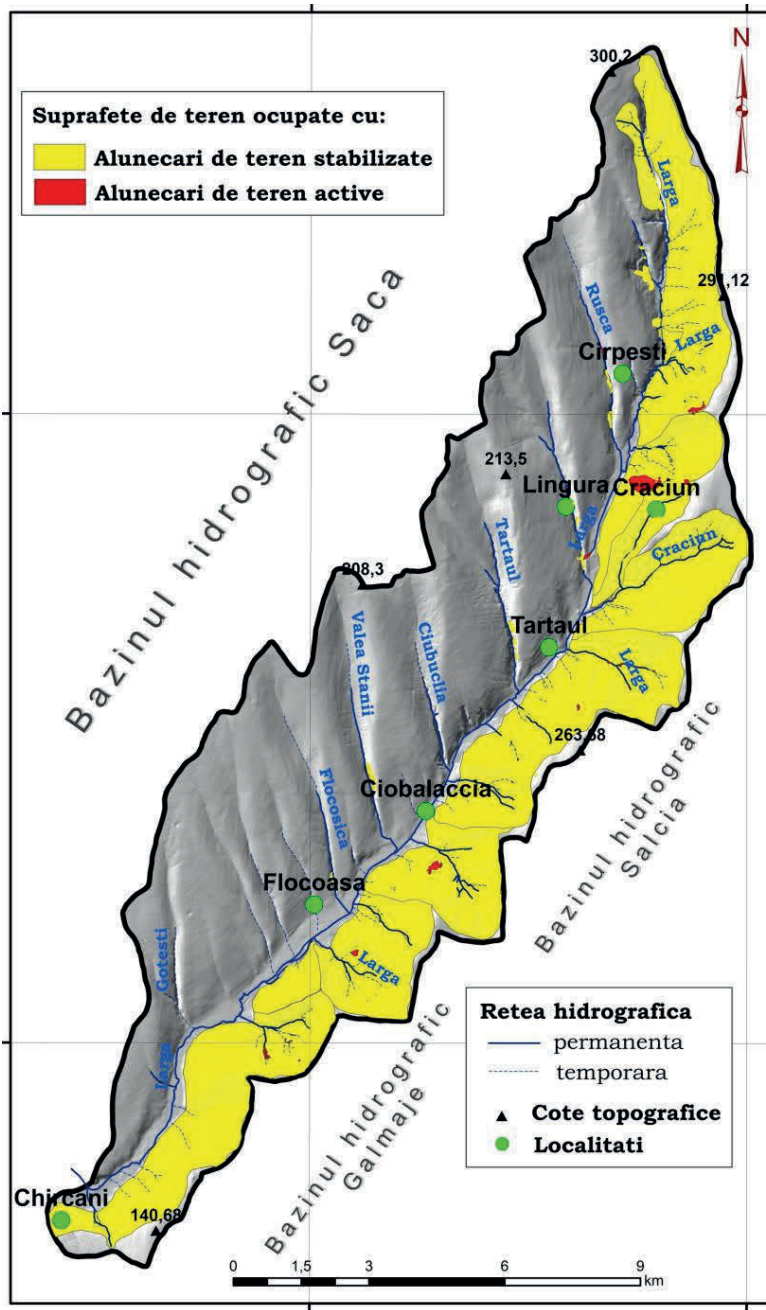 300,2
N
Suprafete de teren ocupate cu:
Alunecari de teren stabilizate
Alunecari de teren active
Larga
291,12
Bazinul hidrografic Saca
Rusca
Larga
Cirpesti
213,5
Lingura
Craciun
Larga
Tartaul
Craciun
208,3
Valea Stanii
Ciubuclia
Tartaul
Larga
263,68
Bazinul hidrografic
Salcia
Flocosica
Ciobalaccia
Flocoasa
Gotesti
Larga
Larga
Bazinul hidrografic
Galmaje
Retea hidrografica
permanenta
temporara
Cote topografice
Localitati
Chircani
140,68
0 1,5 3 6 9
km